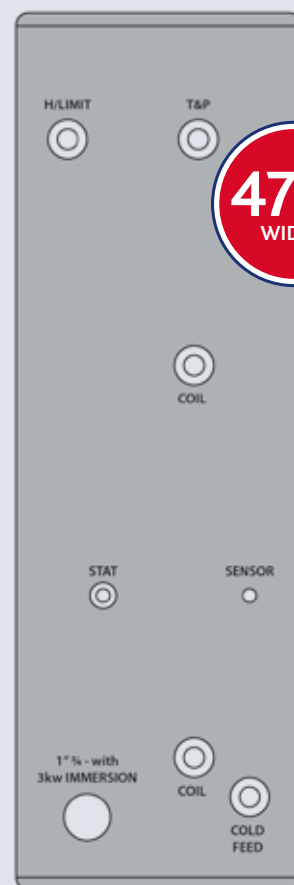 H/LIMIT T&P
47
WID
COIL
STAT SENSOR
1" ¾ - with
3kw IMMERSION
COIL
COLD
FEED